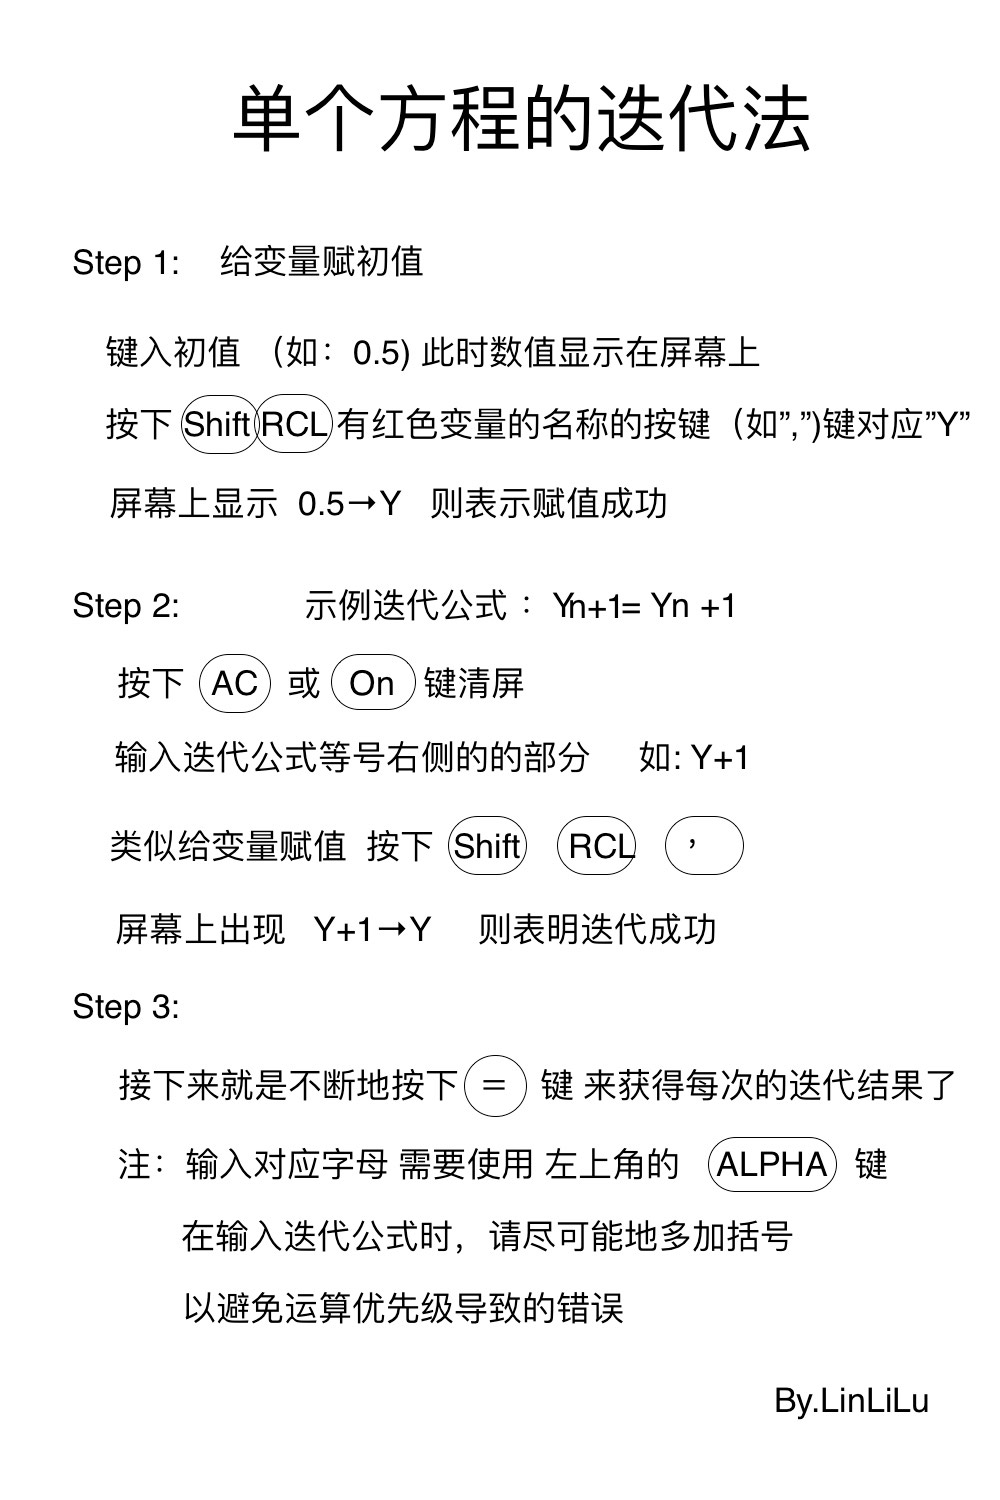 单个方程的迭代法
Step 1: 给变量赋初值
键入初值 （如：0.5) 此时数值显示在屏幕上
按下 Shift RCL 有红色变量的名称的按键（如”,”)键对应”Y”
屏幕上显示 0.5→Y 则表示赋值成功
Step 2: 示例迭代公式： Yn+1= Yn +1
按下 AC 或 On 键清屏
输入迭代公式等号右侧的的部分 如: Y+1
类似给变量赋值 按下 Shift RCL ，
屏幕上出现 Y+1→Y 则表明迭代成功
Step 3:
接下来就是不断地按下 = 键 来获得每次的迭代结果了
注：输入对应字母 需要使用 左上角的 ALPHA 键
在输入迭代公式时，请尽可能地多加括号
以避免运算优先级导致的错误
By.LinLiLu